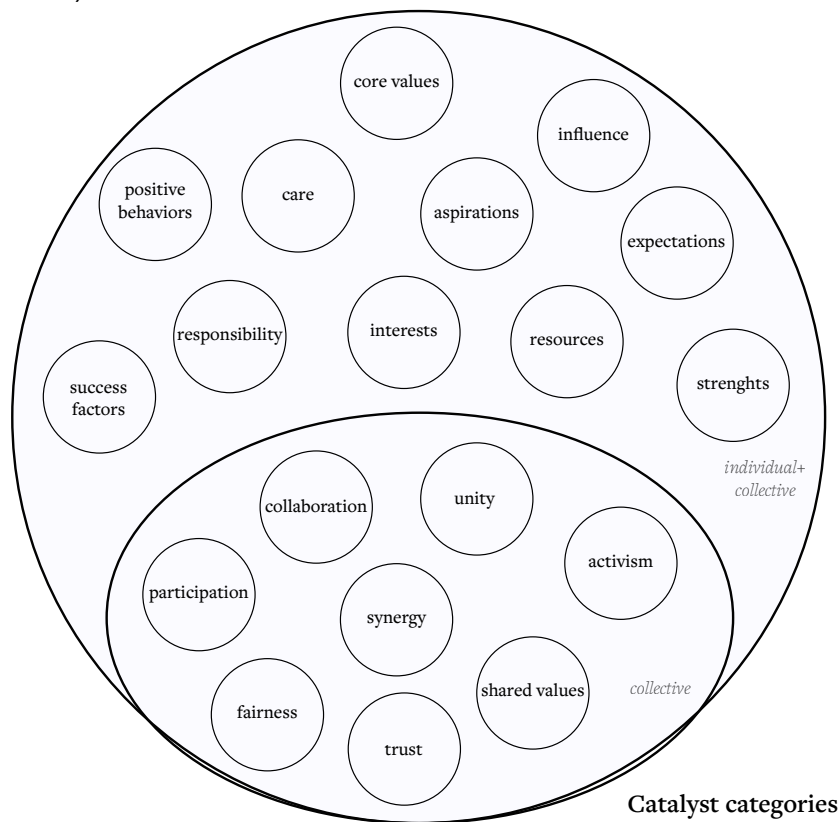 core values
influence
positive
behaviors
care
aspirations
expectations
responsibility
interests
resources
success
factors
strenghts
individual+
collective
collaboration
unity
activism
participation
synergy
shared values
collective
fairness
trust
Catalyst categories